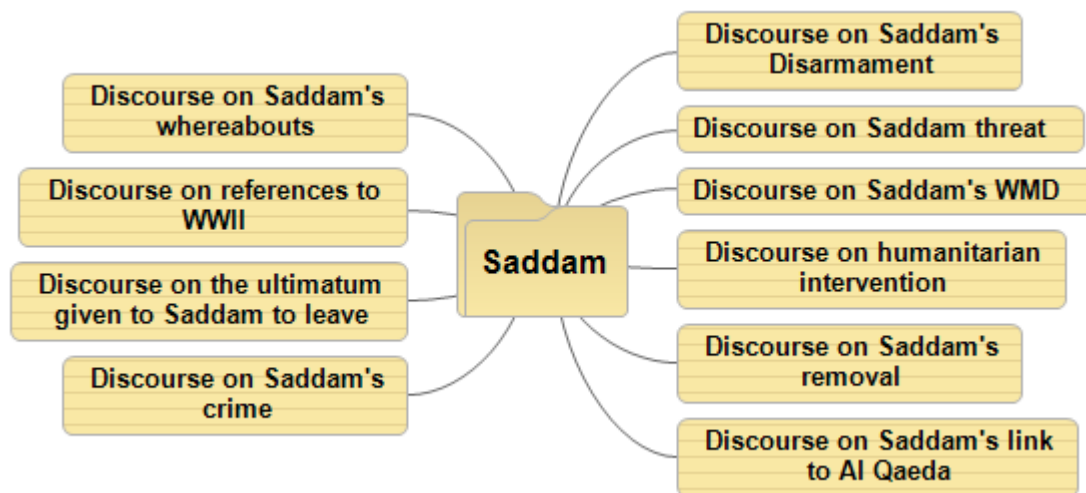 Discourse on Saddam's
whereabouts
Discourse on references to
WWII
Discourse on the ultimatum
given to Saddam to leave
Discourse on Saddam's
crime
Saddam
Discourse on Saddam's
Disarmament
Discourse on Saddam threat
Discourse on Saddam's WMD
Discourse on humanitarian
intervention
Discourse on Saddam's
removal
Discourse on Saddam's link
to Al Qaeda